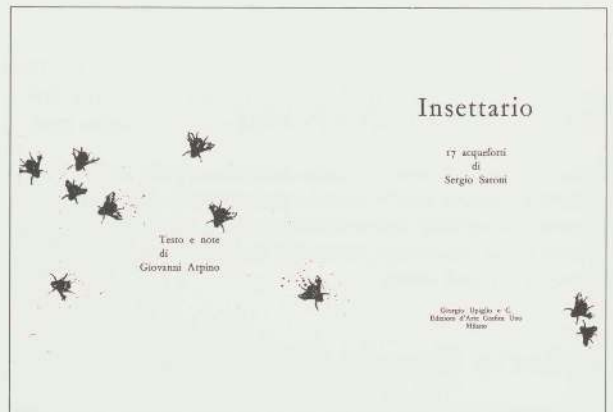 Insettario
17 acqueforti
di
Sergio Saroni
Testo e note
di
Giovanni Arpino
Giorgio Upiglio e C.
Edizioni d'Arte Grafica Uno
Milano